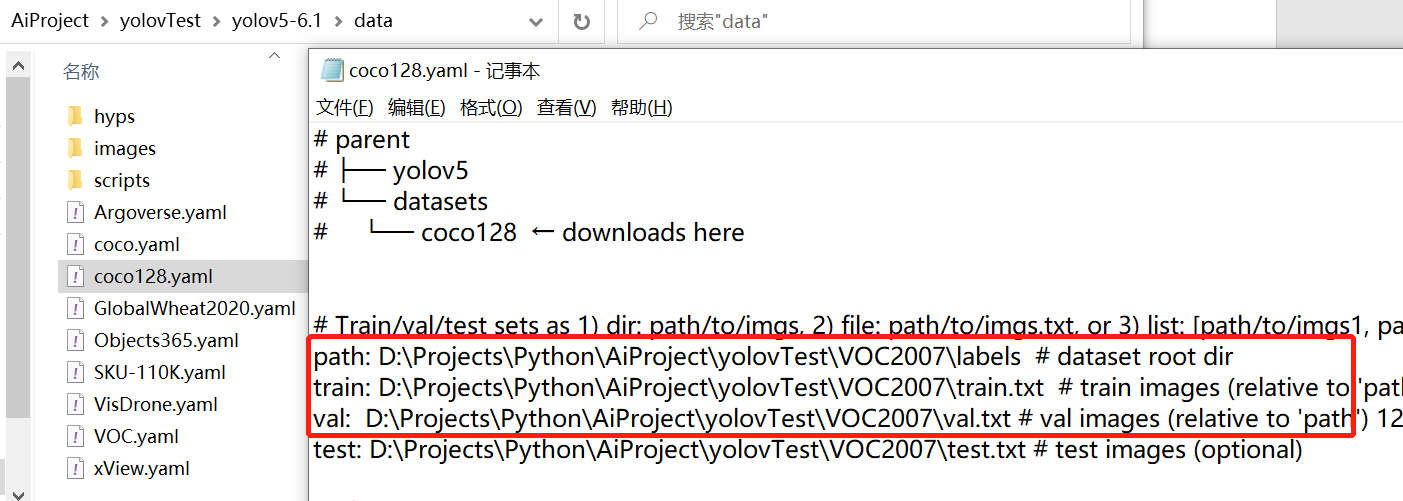 AiProject > yolovTest > yolov5-6.1 > data
搜索"data"
名称
hyps
images
scripts
Argoverse.yaml
coco.yaml
coco128.yaml
GlobalWheat2020.yaml
Objects365.yaml
SKU-110K.yaml
VisDrone.yaml
VOC.yaml
xView.yaml
coco128.yaml - 记事本
文件(F) 编辑(E) 格式(O) 查看(V) 帮助(H)
# parent
# ├── yolov5
# └── datasets
#     └── coco128 ← downloads here
# Train/val/test sets as 1) dir: path/to/imgs, 2) file: path/to/imgs.txt, or 3) list: [path/to/imgs1, pa
path: D:\Projects\Python\AiProject\yolovTest\VOC2007\labels  # dataset root dir
train: D:\Projects\Python\AiProject\yolovTest\VOC2007\train.txt  # train images (relative to 'path
val:  D:\Projects\Python\AiProject\yolovTest\VOC2007\val.txt # val images (relative to 'path') 12
test: D:\Projects\Python\AiProject\yolovTest\VOC2007\test.txt # test images (optional)